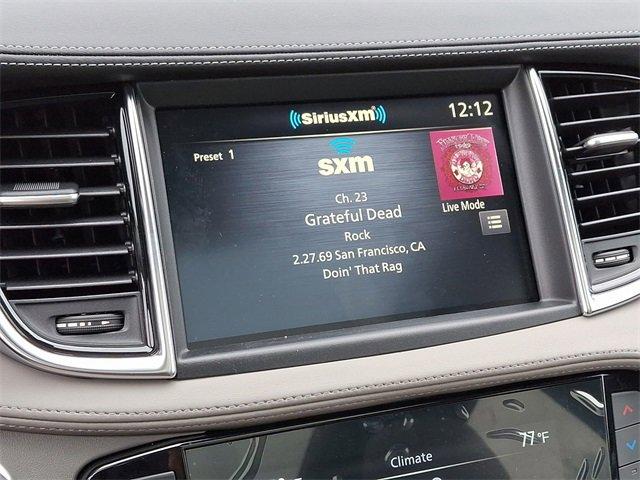 SiriusXM
12:12
Preset 1
sxm
Ch. 23
Grateful Dead
Live Mode
Rock
2.27.69 San Francisco, CA
Doin' That Rag
77°F
Climate